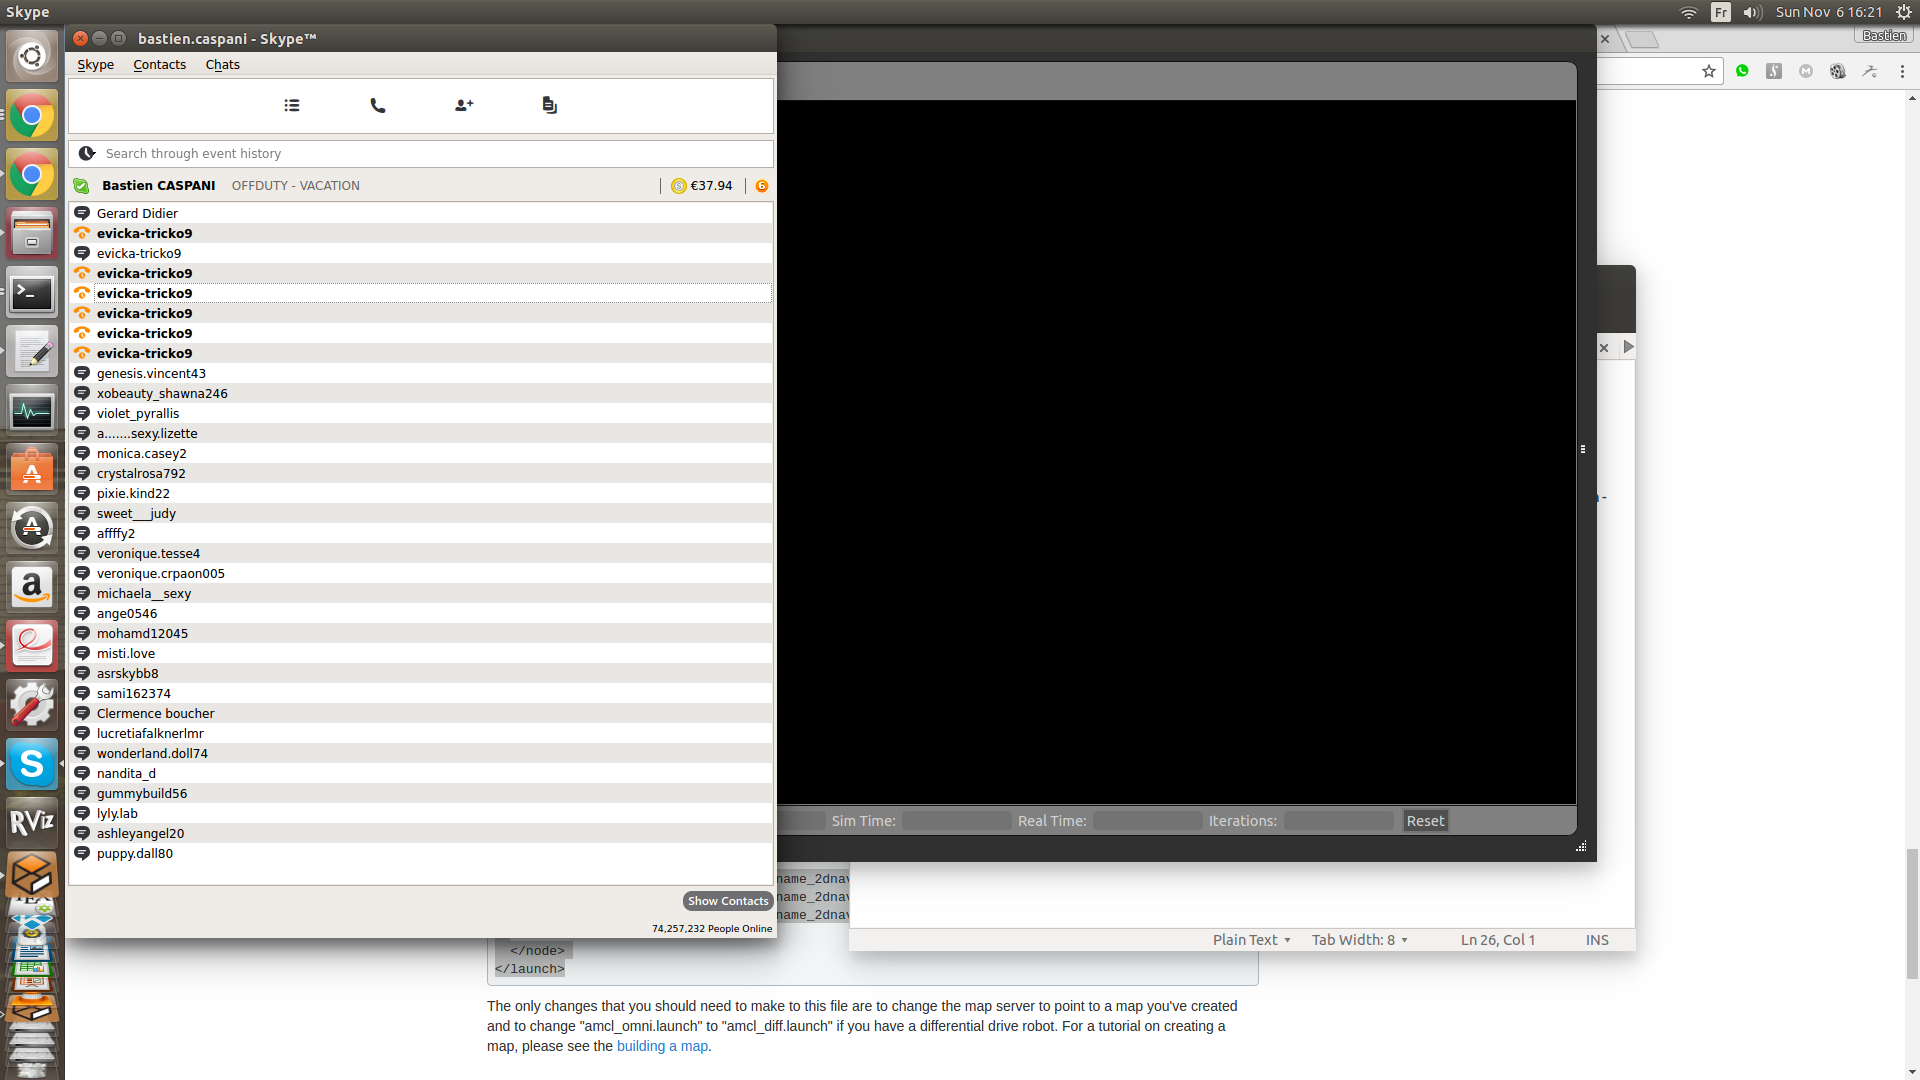 Skype
Fr
Sun Nov 6 16:21
bastien.caspani - Skype™
Bastien
Skype Contacts Chats
Search through event history
Bastien CASPANI OFFDUTY - VACATION €37.94 6
Gerard Didier
evicka-tricko9
evicka-tricko9
evicka-tricko9
evicka-tricko9
evicka-tricko9
evicka-tricko9
evicka-tricko9
genesis.vincent43
xobeauty_shawna246
violet_pyrallis
a.......sexy.lizette
monica.casey2
crystalrosa792
pixie.kind22
sweet___judy
affffy2
veronique.tesse4
veronique.crpaon005
michaela__sexy
ange0546
mohamd12045
misti.love
asrskybb8
sami162374
Clermence boucher
lucretiafalknerlmr
wonderland.doll74
nandita_d
gummybuild56
lyly.lab
ashleyangel20
puppy.dall80
Show Contacts
74,257,232 People Online
RViz
Sim Time: Real Time: Iterations: Reset
name_2dnav
name_2dnav
name_2dnav
Plain Text Tab Width: 8 Ln 26, Col 1 INS
</node>
</launch>
The only changes that you should need to make to this file are to change the map server to point to a map you've created
and to change "amcl_omni.launch" to "amcl_diff.launch" if you have a differential drive robot. For a tutorial on creating a
map, please see the building a map.